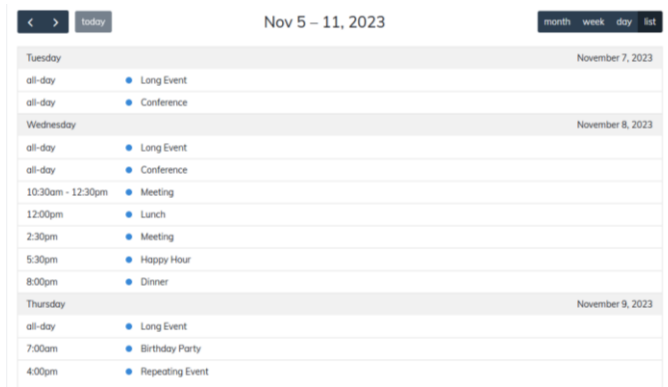 today
Nov 5 – 11, 2023
month week day list
Tuesday November 7, 2023
all-day Long Event
all-day Conference
Wednesday November 8, 2023
all-day Long Event
all-day Conference
10:30am - 12:30pm Meeting
12:00pm Lunch
2:30pm Meeting
5:30pm Happy Hour
8:00pm Dinner
Thursday November 9, 2023
all-day Long Event
7:00am Birthday Party
4:00pm Repeating Event